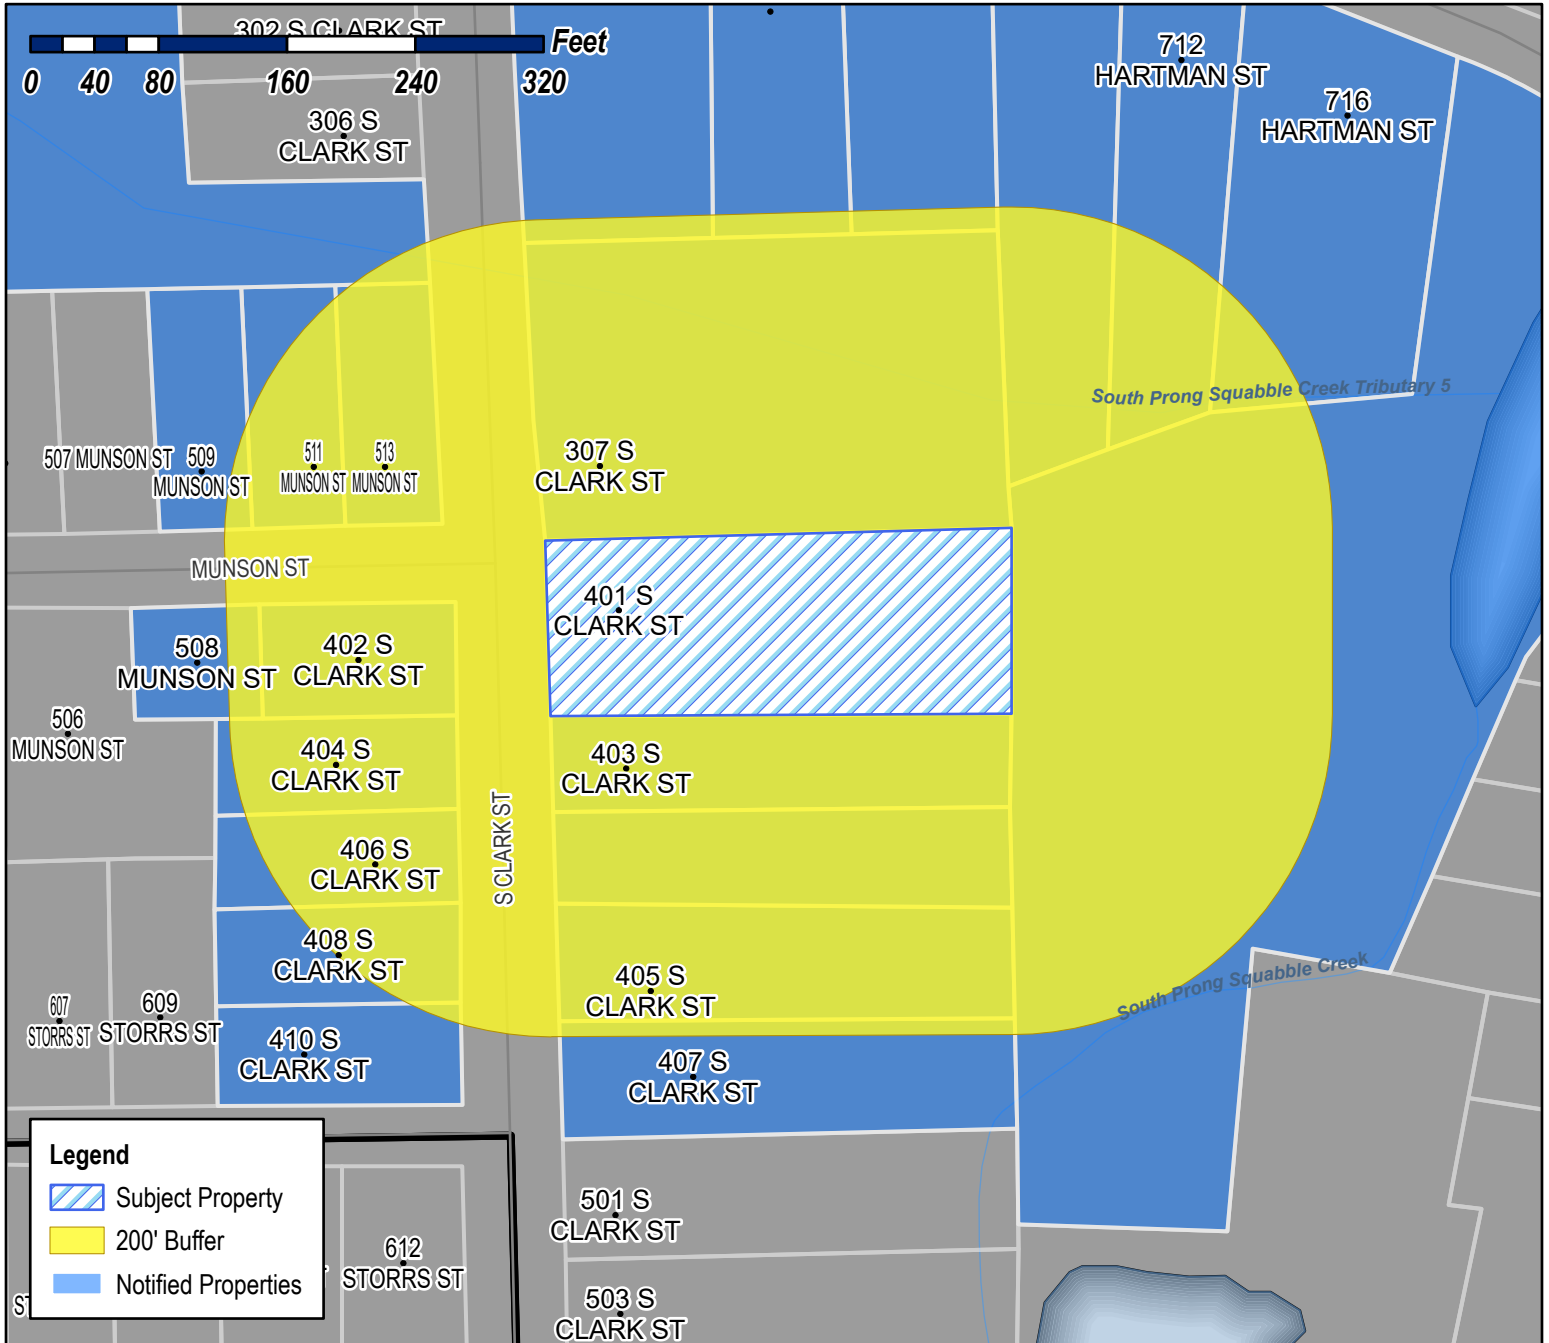 302 S CLARK ST
Feet
0 40 80 160 240 320
306 S
CLARK ST
712
HARTMAN ST
716
HARTMAN ST
South Prong Squabble Creek Tributary 5
507 MUNSON ST
509
MUNSON ST
511
MUNSON ST
513
MUNSON ST
307 S
CLARK ST
MUNSON ST
401 S
CLARK ST
508
MUNSON ST
402 S
CLARK ST
506
MUNSON ST
404 S
CLARK ST
403 S
CLARK ST
S CLARK ST
406 S
CLARK ST
408 S
CLARK ST
405 S
CLARK ST
South Prong Squabble Creek
607
STORRS ST
609
STORRS ST
410 S
CLARK ST
407 S
CLARK ST
Legend
Subject Property
200' Buffer
Notified Properties
501 S
CLARK ST
612
STORRS ST
503 S
CLARK ST